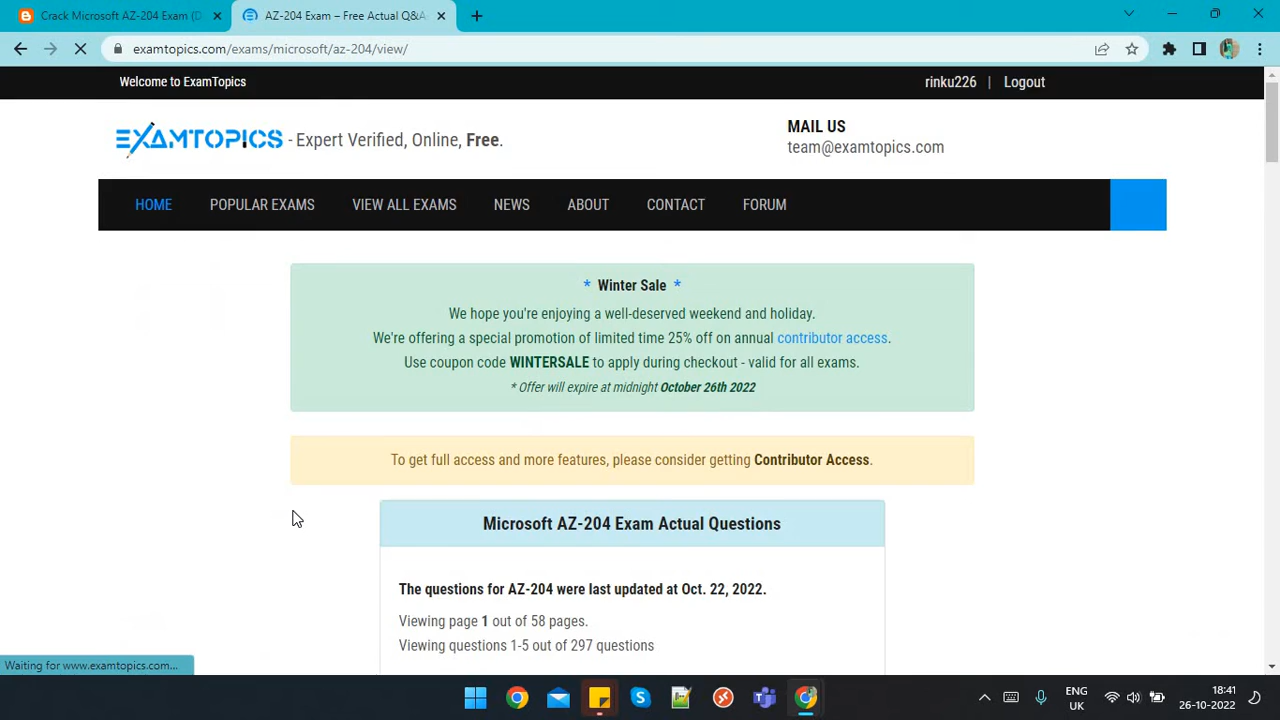 Crack Microsoft AZ-204 Exam (D
AZ-204 Exam – Free Actual Q&A
examtopics.com/exams/microsoft/az-204/view/
Welcome to ExamTopics
rinku226 | Logout
EXAMTOPICS - Expert Verified, Online, Free.
MAIL US
team@examtopics.com
HOME POPULAR EXAMS VIEW ALL EXAMS NEWS ABOUT CONTACT FORUM
* Winter Sale *
We hope you're enjoying a well-deserved weekend and holiday.
We're offering a special promotion of limited time 25% off on annual contributor access.
Use coupon code WINTERSALE to apply during checkout - valid for all exams.
* Offer will expire at midnight October 26th 2022
To get full access and more features, please consider getting Contributor Access.
Microsoft AZ-204 Exam Actual Questions
The questions for AZ-204 were last updated at Oct. 22, 2022.
Viewing page 1 out of 58 pages.
Viewing questions 1-5 out of 297 questions
Waiting for www.examtopics.com...
ENG
UK
18:41
26-10-2022